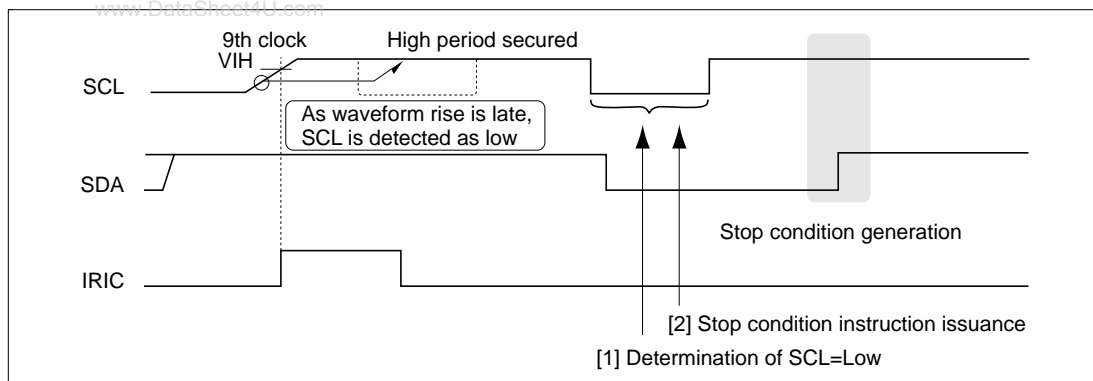 www.DataSheet4U.com
9th clock
High period secured
VIH
SCL
As waveform rise is late,
SCL is detected as low
SDA
Stop condition generation
IRIC
[2] Stop condition instruction issuance
[1] Determination of SCL=Low